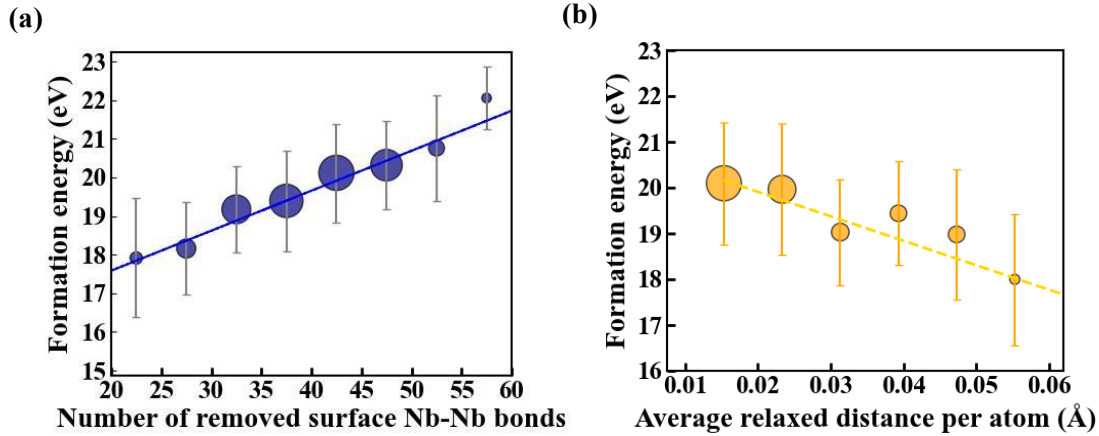 (a)
(b)
Formation energy (eV)
23
22
21
20
19
18
17
16
15
20 25 30 35 40 45 50 55 60
Number of removed surface Nb-Nb bonds
Formation energy (eV)
23
22
21
20
19
18
17
16
0.01 0.02 0.03 0.04 0.05 0.06
Average relaxed distance per atom (Å)